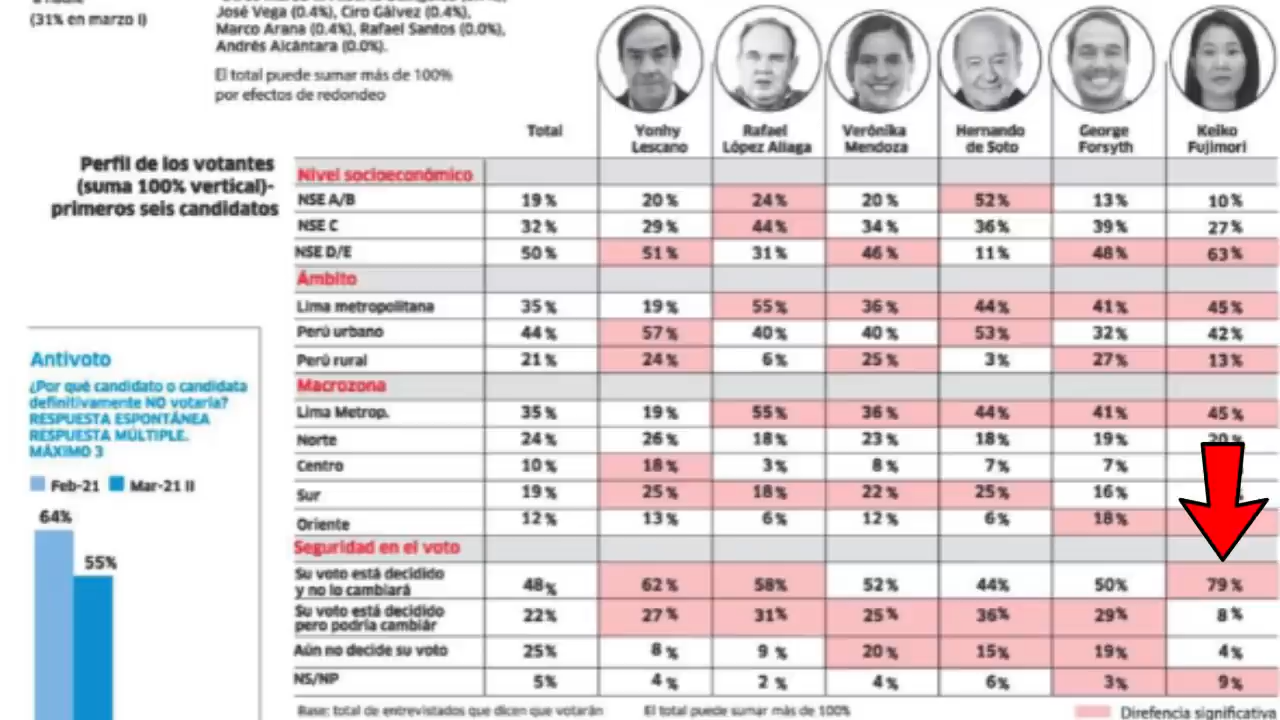 (31% en marzo I)
José Vega (0.4%), Ciro Gálvez (0.4%),
Marco Arana (0.4%), Rafael Santos (0.0%),
Andrés Alcántara (0.0%).
El total puede sumar más de 100%
por efectos de redondeo
Perfil de los votantes
(suma 100% vertical)-
primeros seis candidatos
Total Yonhy Lescano Rafael López Aliaga Verónika Mendoza Hernando de Soto George Forsyth Keiko Fujimori
Nivel socioeconómico
NSE A/B 19% 20% 24% 20% 52% 13% 10%
NSE C 32% 29% 44% 34% 36% 39% 27%
NSE D/E 50% 51% 31% 46% 11% 48% 63%
Ámbito
Lima metropolitana 35% 19% 55% 36% 44% 41% 45%
Perú urbano 44% 57% 40% 40% 53% 32% 42%
Perú rural 21% 24% 6% 25% 3% 27% 13%
Macrozona
Lima Metrop. 35% 19% 55% 36% 44% 41% 45%
Norte 24% 26% 18% 23% 18% 19% 20%
Centro 10% 18% 3% 8% 7% 7%
Sur 19% 25% 18% 22% 25% 16%
Oriente 12% 13% 6% 12% 6% 18%
Seguridad en el voto
Su voto está decidido
y no lo cambiará 48% 62% 58% 52% 44% 50% 79%
Su voto está decidido
pero podría cambiár 22% 27% 31% 25% 36% 29% 8%
Aún no decide su voto 25% 8% 9% 20% 15% 19% 4%
NS/NP 5% 4% 2% 4% 6% 3% 9%
Base: total de entrevistados que dicen que votarán El total puede sumar más de 100%
Direfencia significativa
Antivoto
¿Por qué candidato o candidata
definitivamente NO votaría?
RESPUESTA ESPONTÁNEA
RESPUESTA MÚLTIPLE.
MÁXIMO 3
Feb-21 Mar-21 II
64%
55%